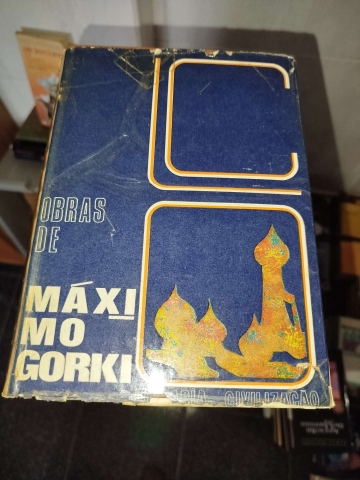 OBRAS
DE
MÁXI
MO
GORKI
CIVILIZAÇÃO